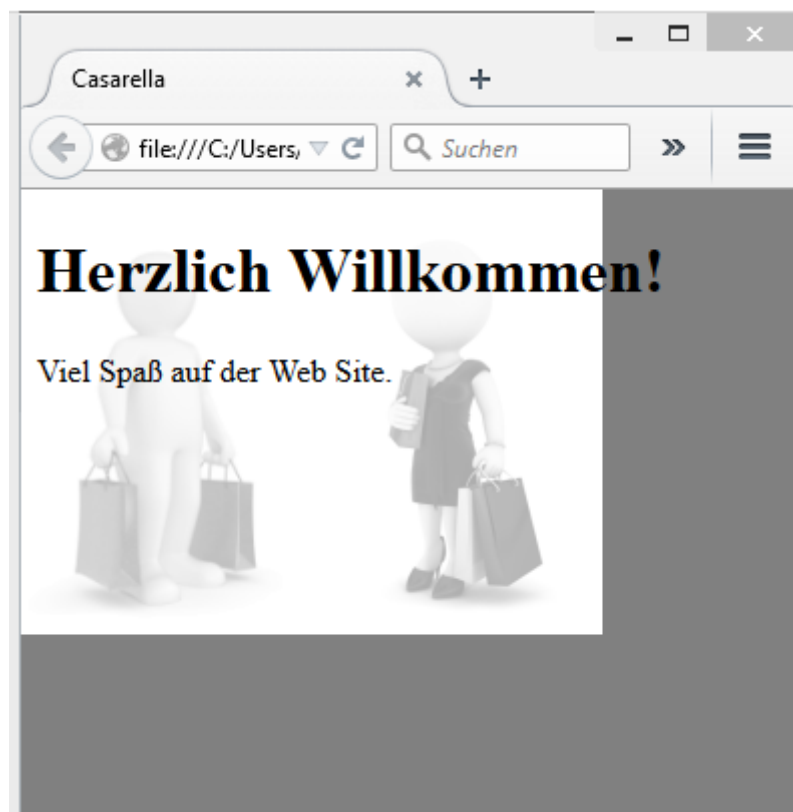 Casarella
file:///C:/Users/
Suchen
Herzlich Willkommen!
Viel Spaß auf der Web Site.